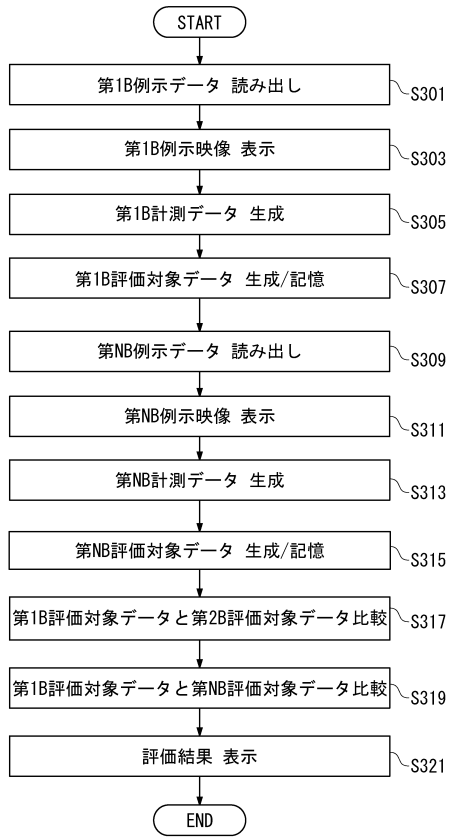 START
第1B例示データ 読み出し
S301
第1B例示映像 表示
S303
第1B計測データ 生成
S305
第1B評価対象データ 生成/記憶
S307
第NB例示データ 読み出し
S309
第NB例示映像 表示
S311
第NB計測データ 生成
S313
第NB評価対象データ 生成/記憶
S315
第1B評価対象データと第2B評価対象データ比較
S317
第1B評価対象データと第NB評価対象データ比較
S319
評価結果 表示
S321
END